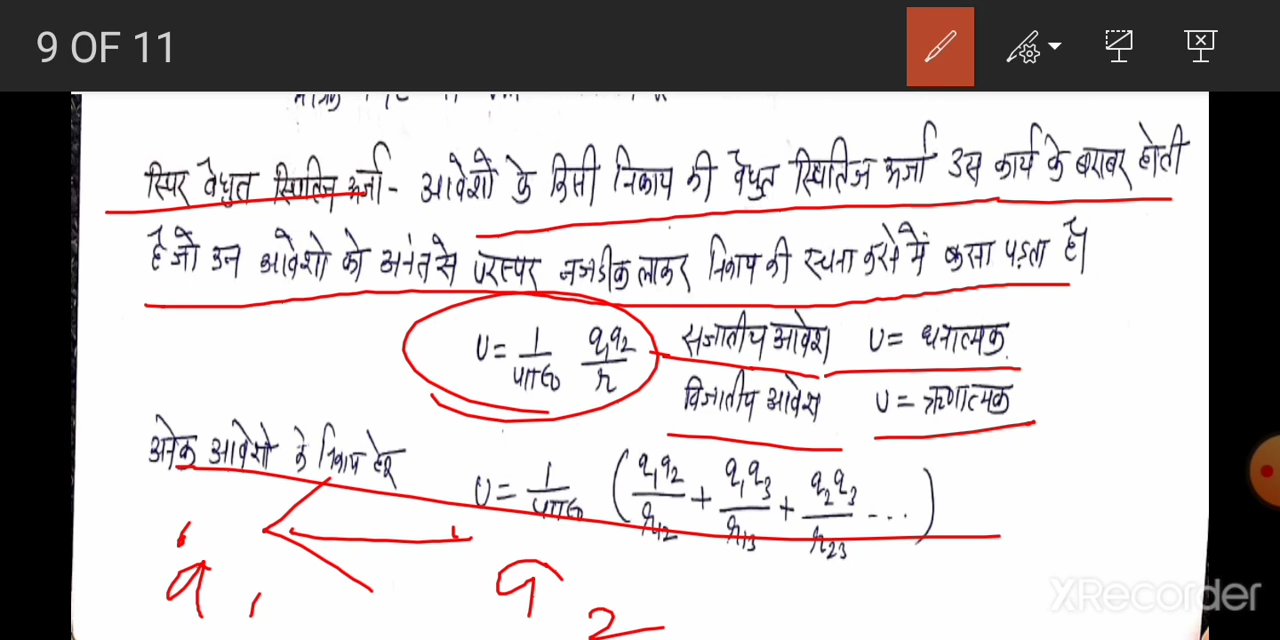 9 OF 11
स्थिर वैधुत स्थितिज ऊर्जा - आवेशों के किसी निकाय की वैधुत स्थितिज ऊर्जा उस कार्य के बराबर होती
है जो उन आवेशो को अनंत से परस्पर नजदीक लाकर निकाय की रचना करने में करना पड़ता है।
U = 1/4πε₀ q₁q₂/r सजातीय आवेश U = धनात्मक
विजातीय आवेश U = ऋणात्मक
अनेक आवेशो के निकाय हेतु
U = 1/4πε₀ (q₁q₂/r₁₂ + q₁q₃/r₁₃ + q₂q₃/r₂₃ ...)
q₁ q₂
XRecorder